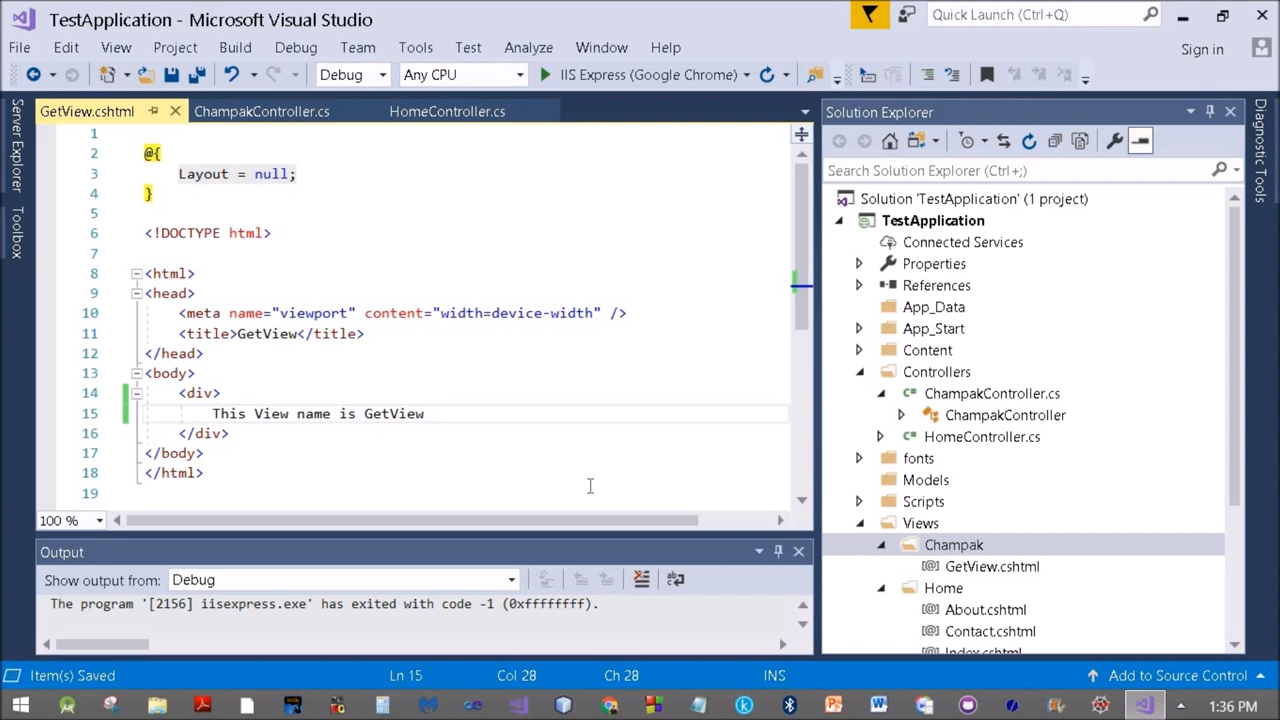 TestApplication - Microsoft Visual Studio
Quick Launch (Ctrl+Q)
File Edit View Project Build Debug Team Tools Test Analyze Window Help
Sign in
Debug Any CPU IIS Express (Google Chrome)
GetView.cshtml ChampakController.cs HomeController.cs
Server Explorer
Toolbox
1
2 @{
3 Layout = null;
4 }
5
6 <!DOCTYPE html>
7
8 <html>
9 <head>
10 <meta name="viewport" content="width=device-width" />
11 <title>GetView</title>
12 </head>
13 <body>
14 <div>
15 This View name is GetView
16 </div>
17 </body>
18 </html>
19
100 %
Output
Show output from: Debug
The program '[2156] iisexpress.exe' has exited with code -1 (0xffffffff).
Solution Explorer
Search Solution Explorer (Ctrl+;)
Solution 'TestApplication' (1 project)
TestApplication
Connected Services
Properties
References
App_Data
App_Start
Content
Controllers
ChampakController.cs
ChampakController
HomeController.cs
fonts
Models
Scripts
Views
Champak
GetView.cshtml
Home
About.cshtml
Contact.cshtml
Index.cshtml
Diagnostic Tools
Item(s) Saved Ln 15 Col 28 Ch 28 INS Add to Source Control
1:36 PM